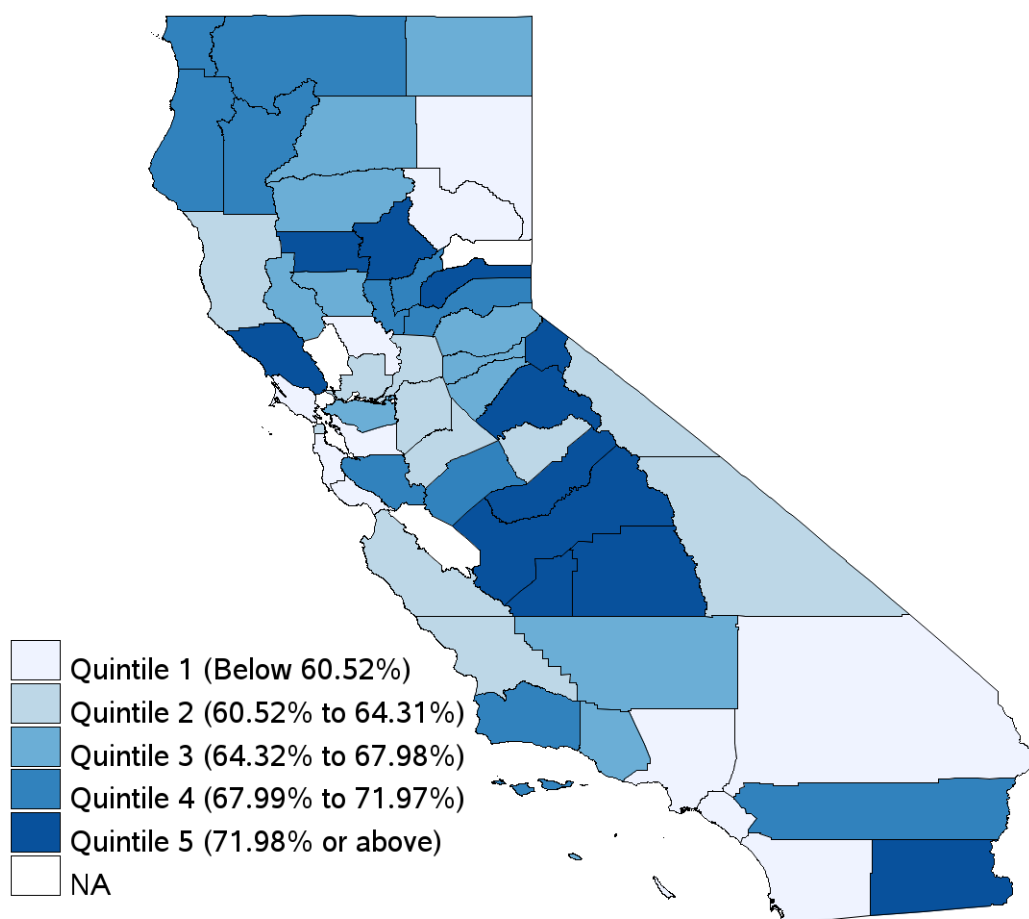 Quintile 1 (Below 60.52%)
Quintile 2 (60.52% to 64.31%)
Quintile 3 (64.32% to 67.98%)
Quintile 4 (67.99% to 71.97%)
Quintile 5 (71.98% or above)
NA